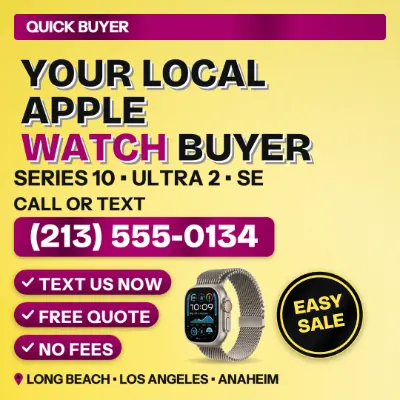 QUICK BUYER
YOUR LOCAL
APPLE
WATCH BUYER
SERIES 10 • ULTRA 2 • SE
CALL OR TEXT
(213) 555-0134
TEXT US NOW
FREE QUOTE
NO FEES
EASY
SALE
LONG BEACH • LOS ANGELES • ANAHEIM